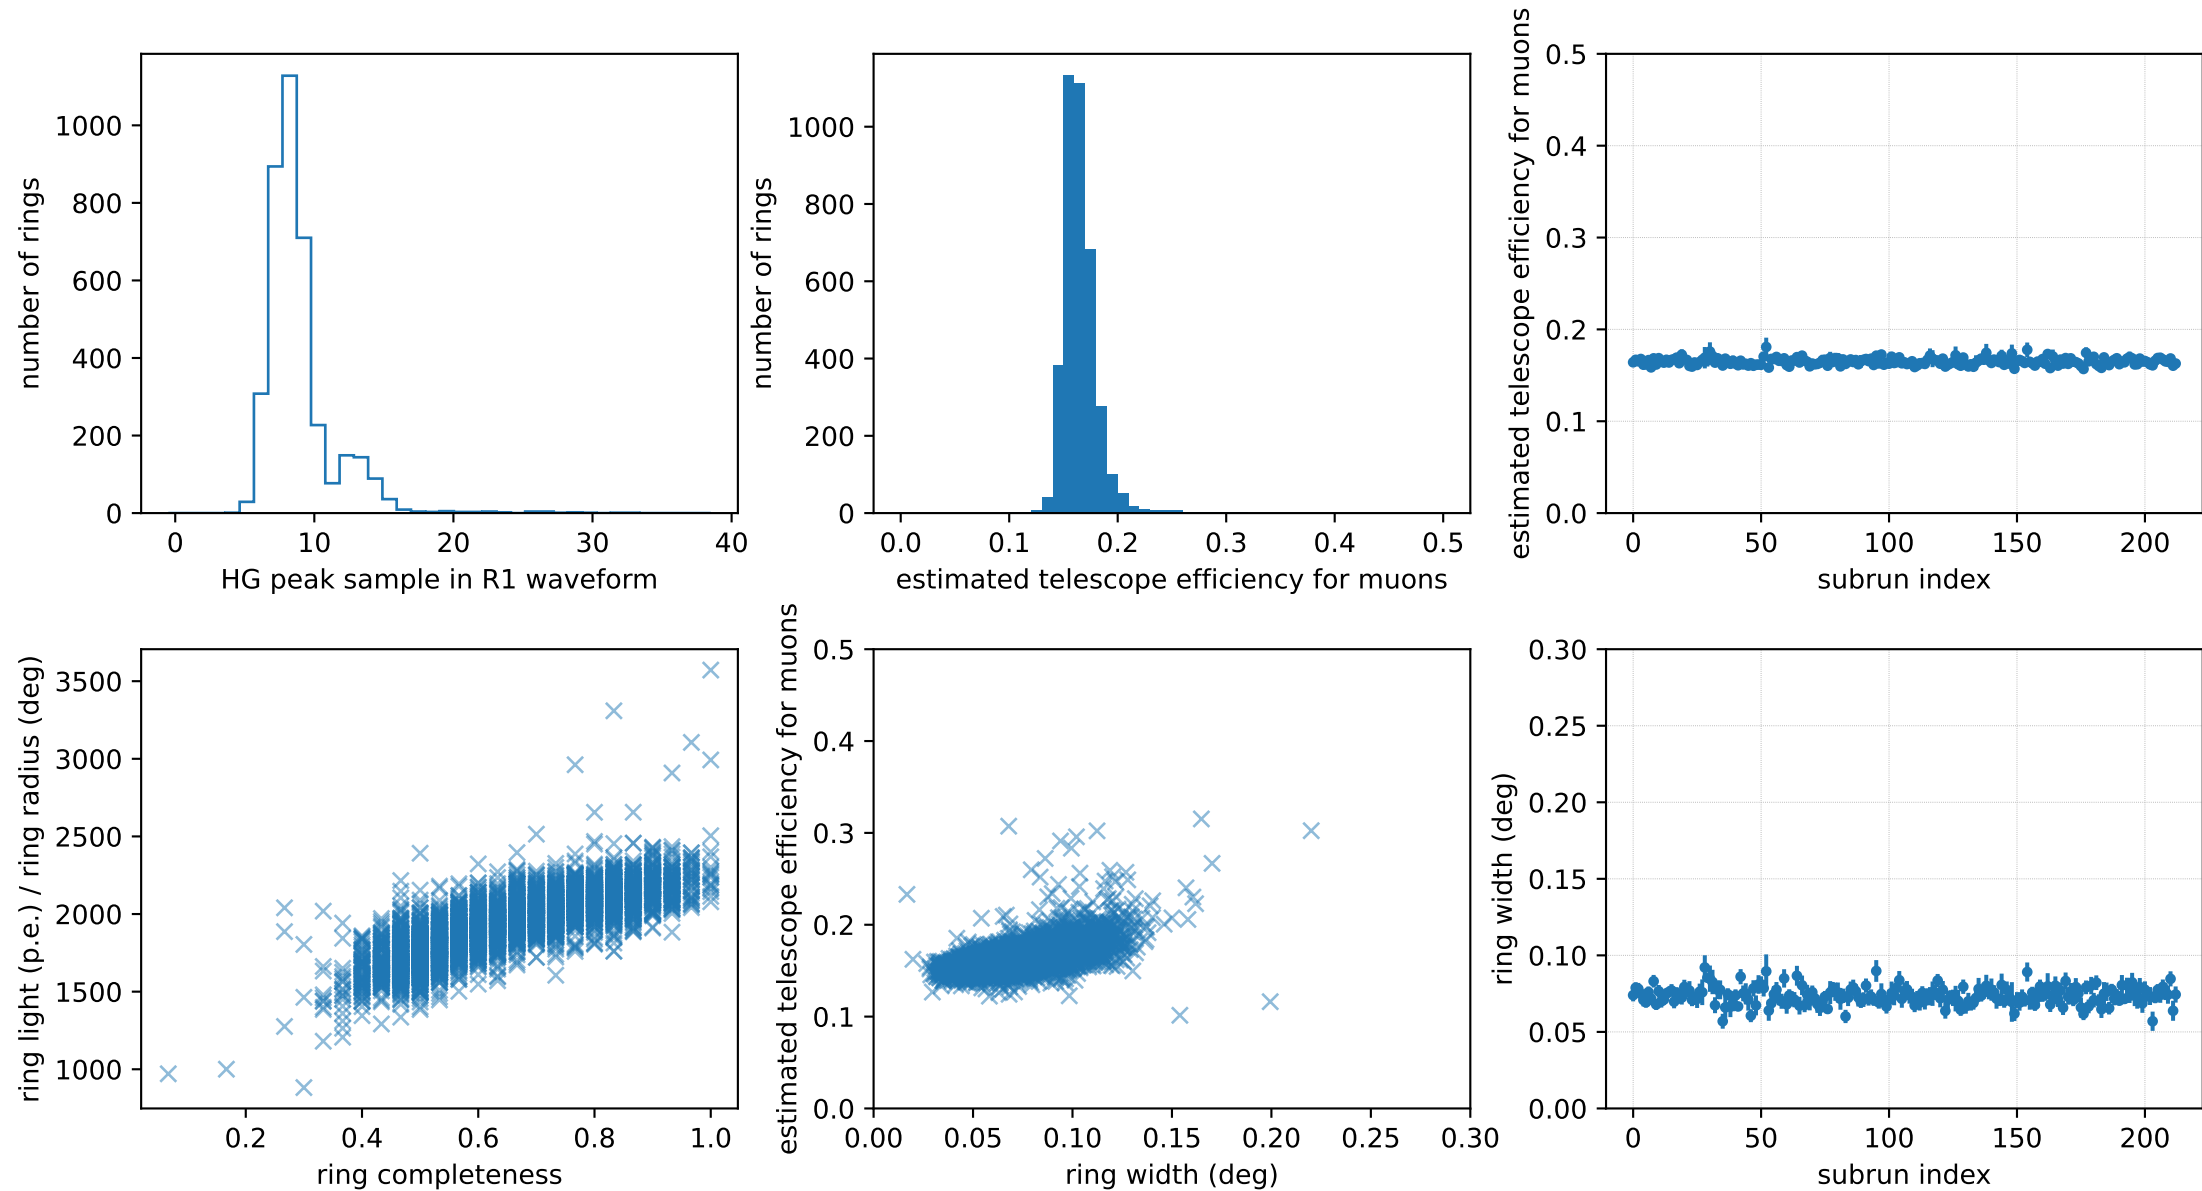 number of rings
1000
800
600
400
200
0
0 10 20 30 40
HG peak sample in R1 waveform
number of rings
1000
800
600
400
200
0
0.0 0.1 0.2 0.3 0.4 0.5
estimated telescope efficiency for muons
estimated telescope efficiency for muons
0.5
0.4
0.3
0.2
0.1
0.0
0 50 100 150 200
subrun index
ring light (p.e.) / ring radius (deg)
3500
3000
2500
2000
1500
1000
0.2 0.4 0.6 0.8 1.0
ring completeness
estimated telescope efficiency for muons
0.5
0.4
0.3
0.2
0.1
0.0
0.00 0.05 0.10 0.15 0.20 0.25 0.30
ring width (deg)
ring width (deg)
0.30
0.25
0.20
0.15
0.10
0.05
0.00
0 50 100 150 200
subrun index